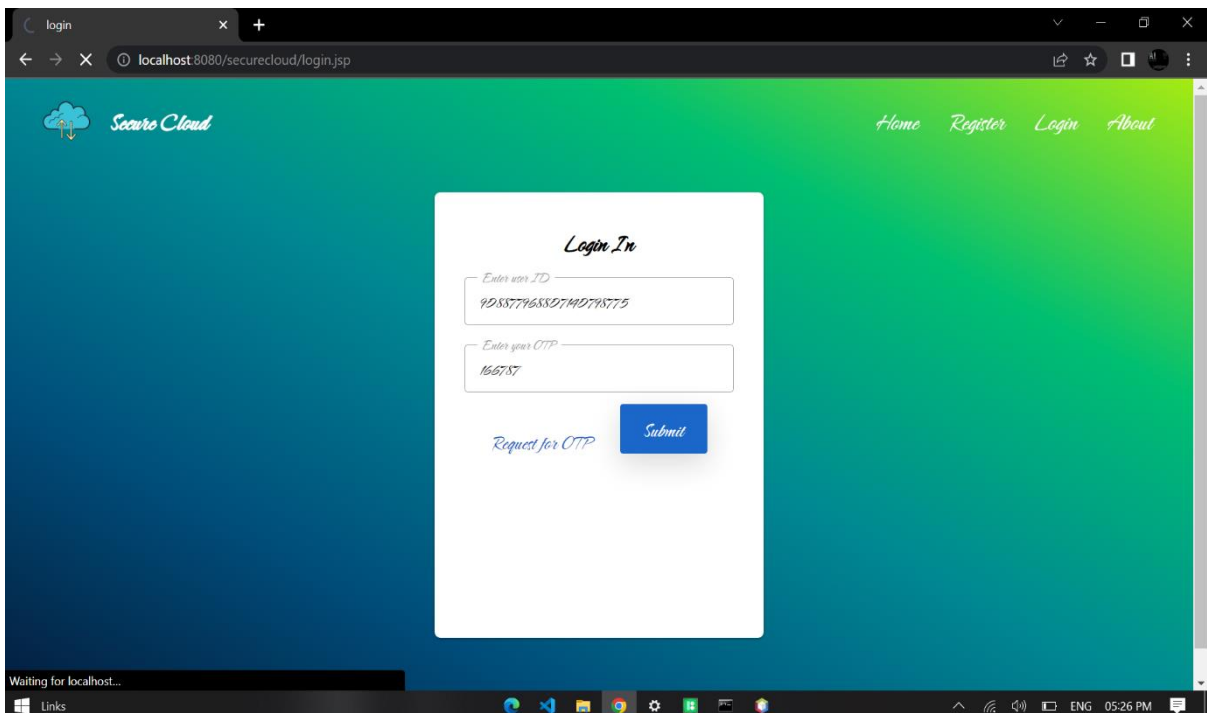 login
localhost:8080/securecloud/login.jsp
Secure Cloud
Home Register Login About
Login In
Enter user ID
9D88779688D719D798775
Enter your OTP
166787
Request for OTP
Submit
Waiting for localhost...
Links
ENG 05:26 PM